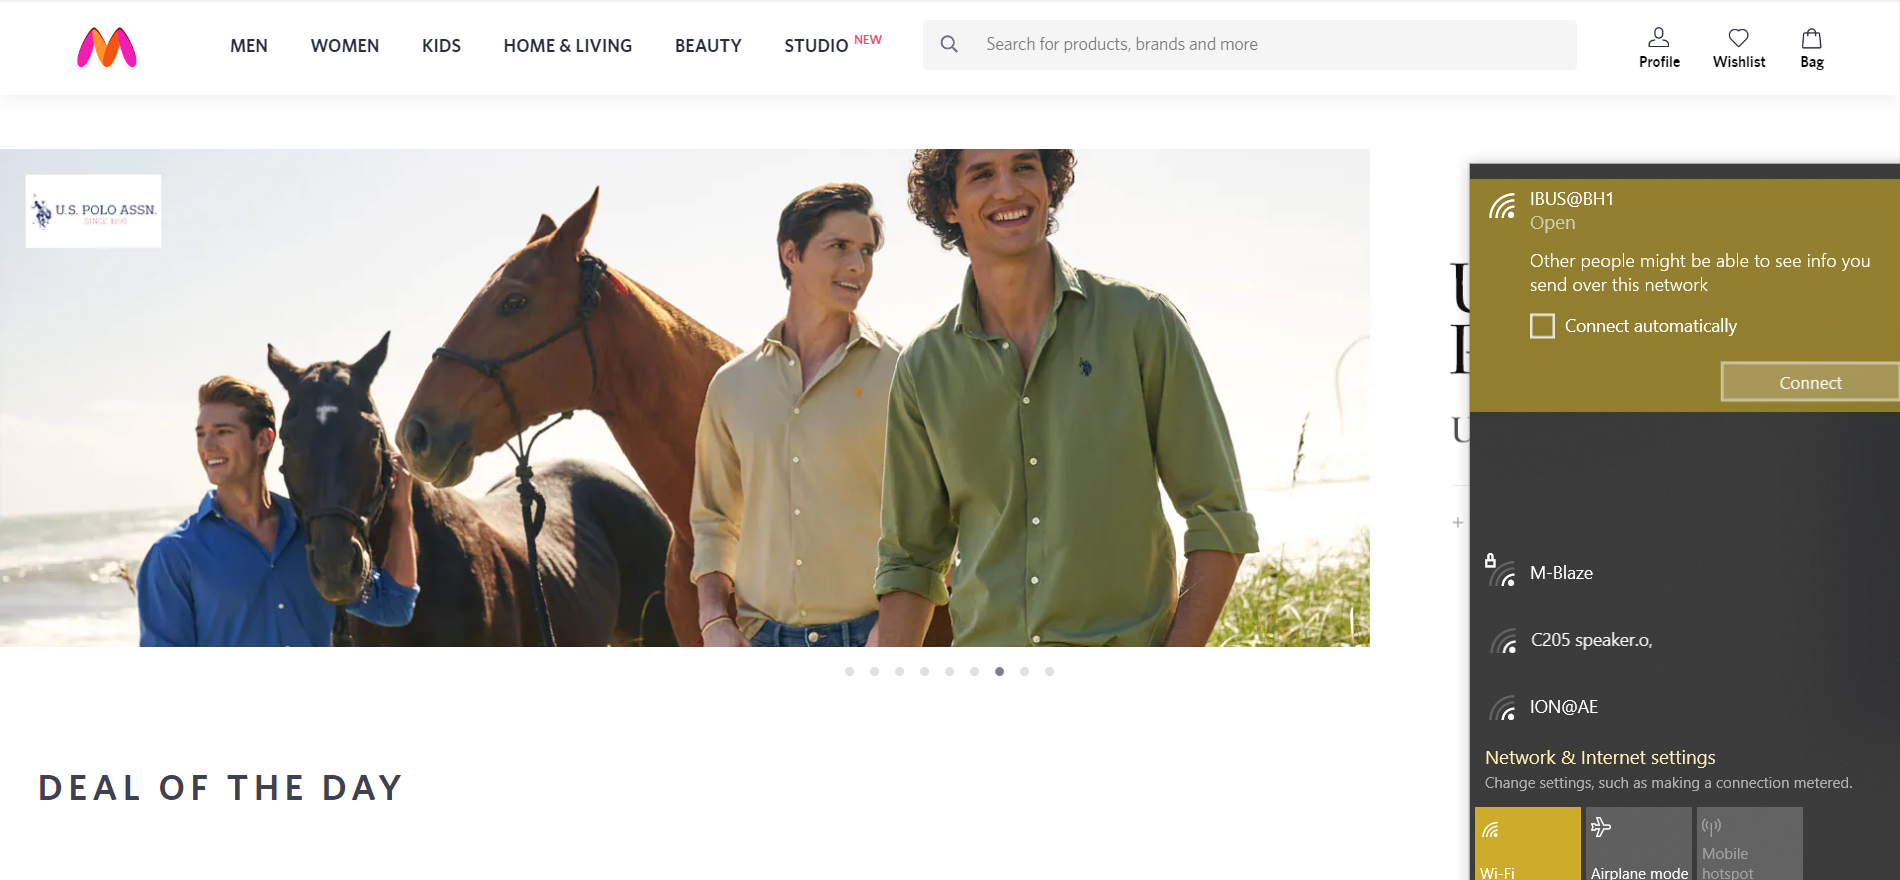 MEN
WOMEN
KIDS
HOME & LIVING
BEAUTY
STUDIO NEW
Search for products, brands and more
Profile
Wishlist
Bag
U.S. POLO ASSN.
SINCE 1890
U
U
DEAL OF THE DAY
IBUS@BH1
Open
Other people might be able to see info you
send over this network
Connect automatically
Connect
M-Blaze
C205 speaker.o,
ION@AE
Network & Internet settings
Change settings, such as making a connection metered.
Wi-Fi
Airplane mode
Mobile
hotspot